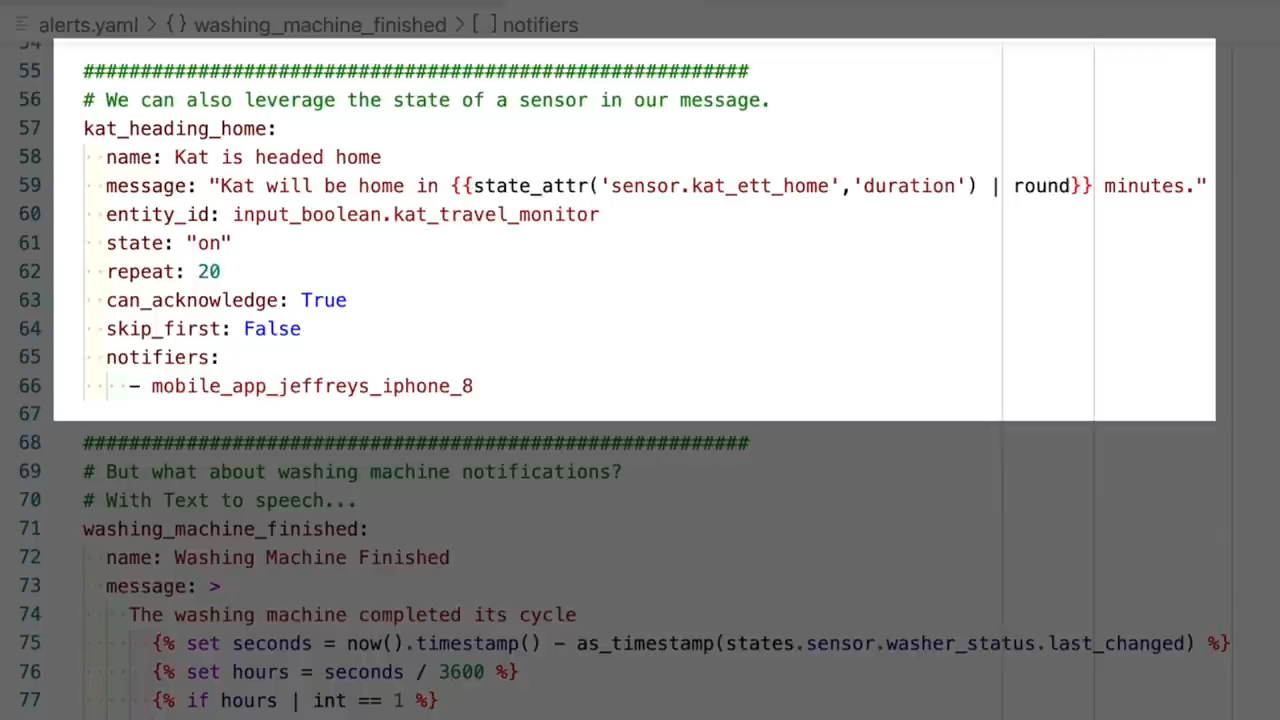 alerts.yaml > {} washing_machine_finished > [ ] notifiers
54
55 ##########################################################
56 # We can also leverage the state of a sensor in our message.
57 kat_heading_home:
58 name: Kat is headed home
59 message: "Kat will be home in {{state_attr('sensor.kat_ett_home','duration') | round}} minutes."
60 entity_id: input_boolean.kat_travel_monitor
61 state: "on"
62 repeat: 20
63 can_acknowledge: True
64 skip_first: False
65 notifiers:
66 - mobile_app_jeffreys_iphone_8
67
68 ##########################################################
69 # But what about washing machine notifications?
70 # With Text to speech...
71 washing_machine_finished:
72 name: Washing Machine Finished
73 message: >
74 The washing machine completed its cycle
75 {% set seconds = now().timestamp() - as_timestamp(states.sensor.washer_status.last_changed) %}
76 {% set hours = seconds / 3600 %}
77 {% if hours | int == 1 %}